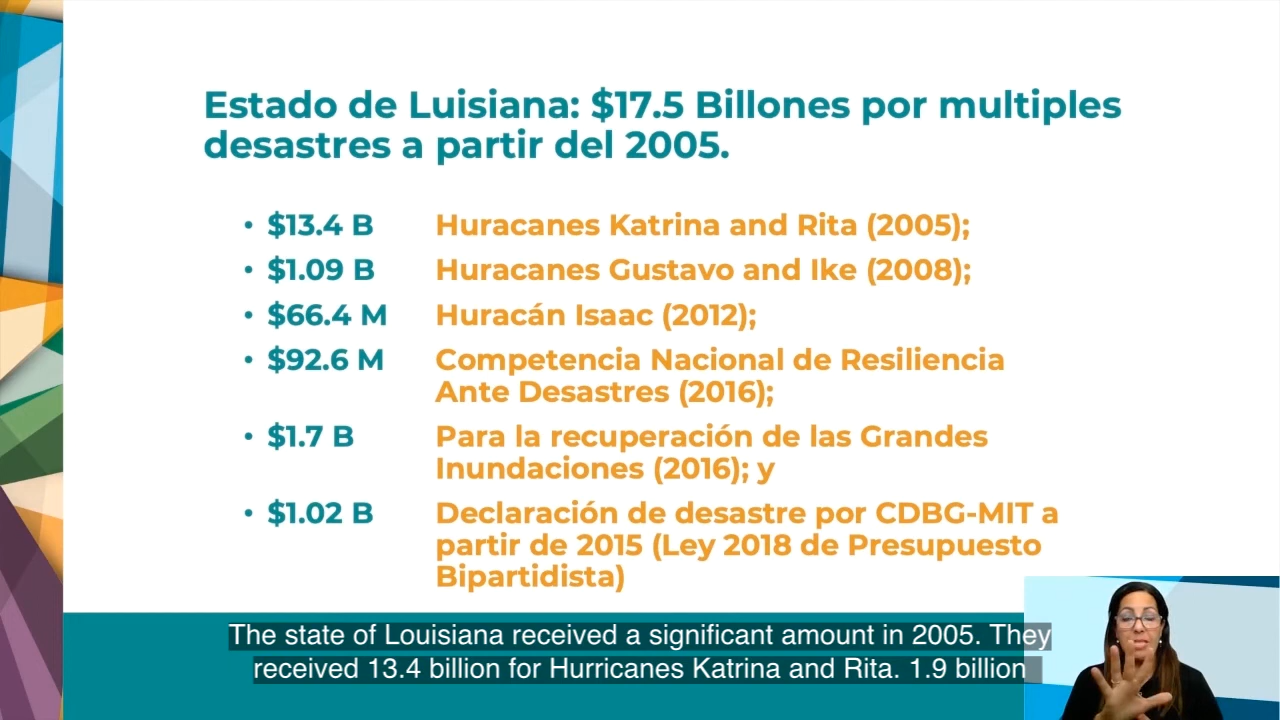 Estado de Luisiana: $17.5 Billones por multiples
desastres a partir del 2005.
• $13.4 B Huracanes Katrina and Rita (2005);
• $1.09 B Huracanes Gustavo and Ike (2008);
• $66.4 M Huracán Isaac (2012);
• $92.6 M Competencia Nacional de Resiliencia
Ante Desastres (2016);
• $1.7 B Para la recuperación de las Grandes
Inundaciones (2016); y
• $1.02 B Declaración de desastre por CDBG-MIT a
partir de 2015 (Ley 2018 de Presupuesto
Bipartidista)
The state of Louisiana received a significant amount in 2005. They
received 13.4 billion for Hurricanes Katrina and Rita. 1.9 billion